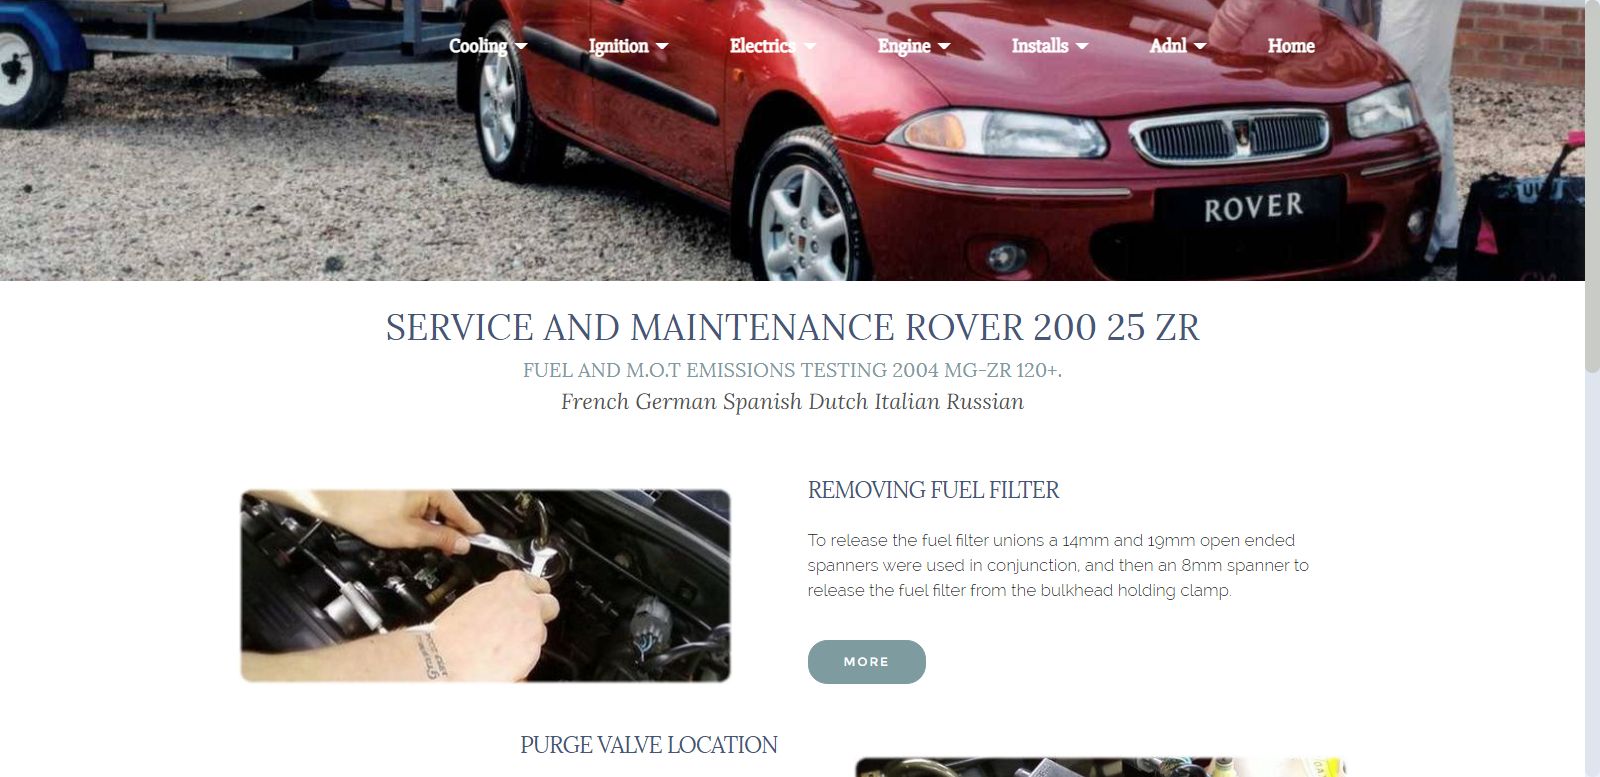 Cooling
Ignition
Electrics
Engine
Installs
Adnl
Home
ROVER
SERVICE AND MAINTENANCE ROVER 200 25 ZR
FUEL AND M.O.T EMISSIONS TESTING 2004 MG-ZR 120+.
French German Spanish Dutch Italian Russian
REMOVING FUEL FILTER
To release the fuel filter unions a 14mm and 19mm open ended
spanners were used in conjunction, and then an 8mm spanner to
release the fuel filter from the bulkhead holding clamp.
MORE
PURGE VALVE LOCATION